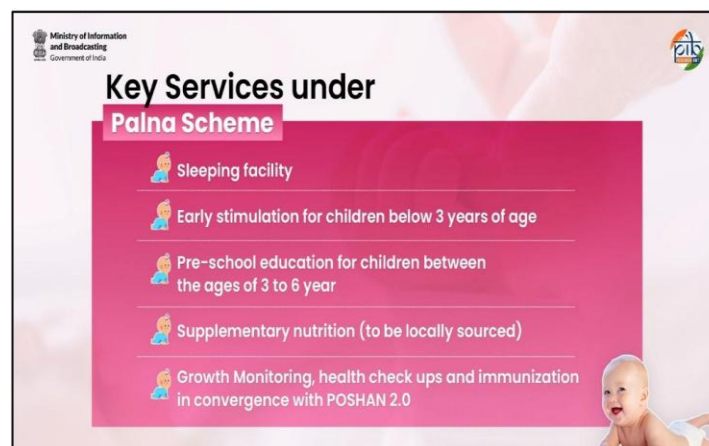 Ministry of Information
and Broadcasting
Government of India
pib
Key Services under
Palna Scheme
Sleeping facility
Early stimulation for children below 3 years of age
Pre-school education for children between
the ages of 3 to 6 year
Supplementary nutrition (to be locally sourced)
Growth Monitoring, health check ups and immunization
in convergence with POSHAN 2.0